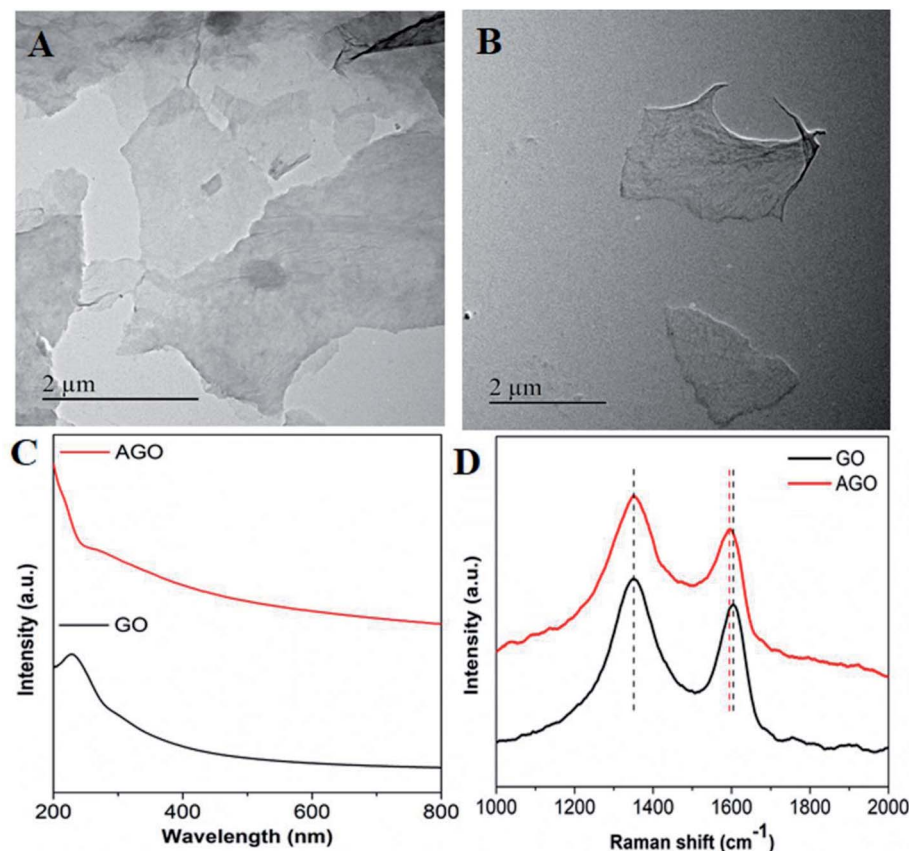 A
2 µm
B
2 µm
C
AGO
GO
Intensity (a.u.)
200 400 600 800
Wavelength (nm)
D
GO
AGO
Intensity (a.u.)
1000 1200 1400 1600 1800 2000
Raman shift (cm⁻¹)